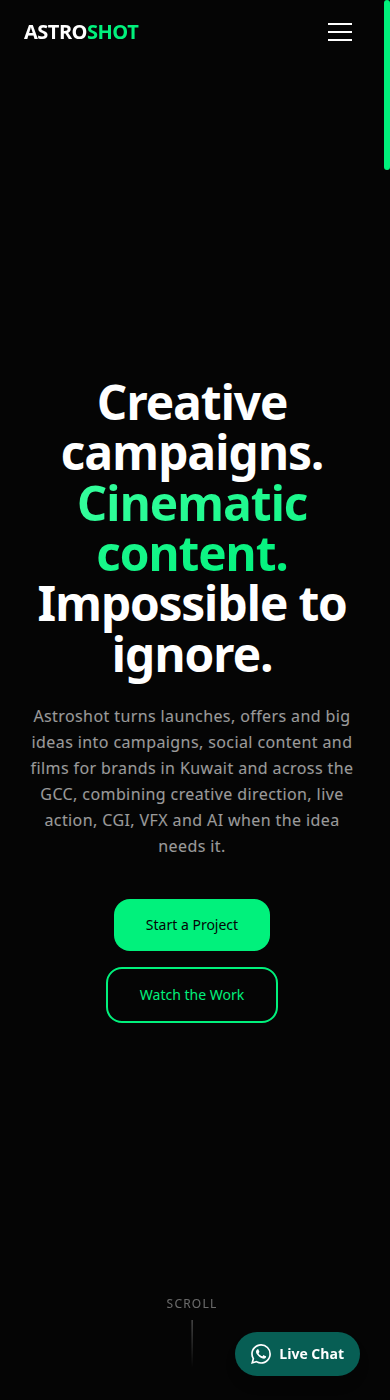 ASTROSHOT
Creative
campaigns.
Cinematic
content.
Impossible to
ignore.
Astroshot turns launches, offers and big
ideas into campaigns, social content and
films for brands in Kuwait and across the
GCC, combining creative direction, live
action, CGI, VFX and AI when the idea
needs it.
Start a Project
Watch the Work
SCROLL
Live Chat